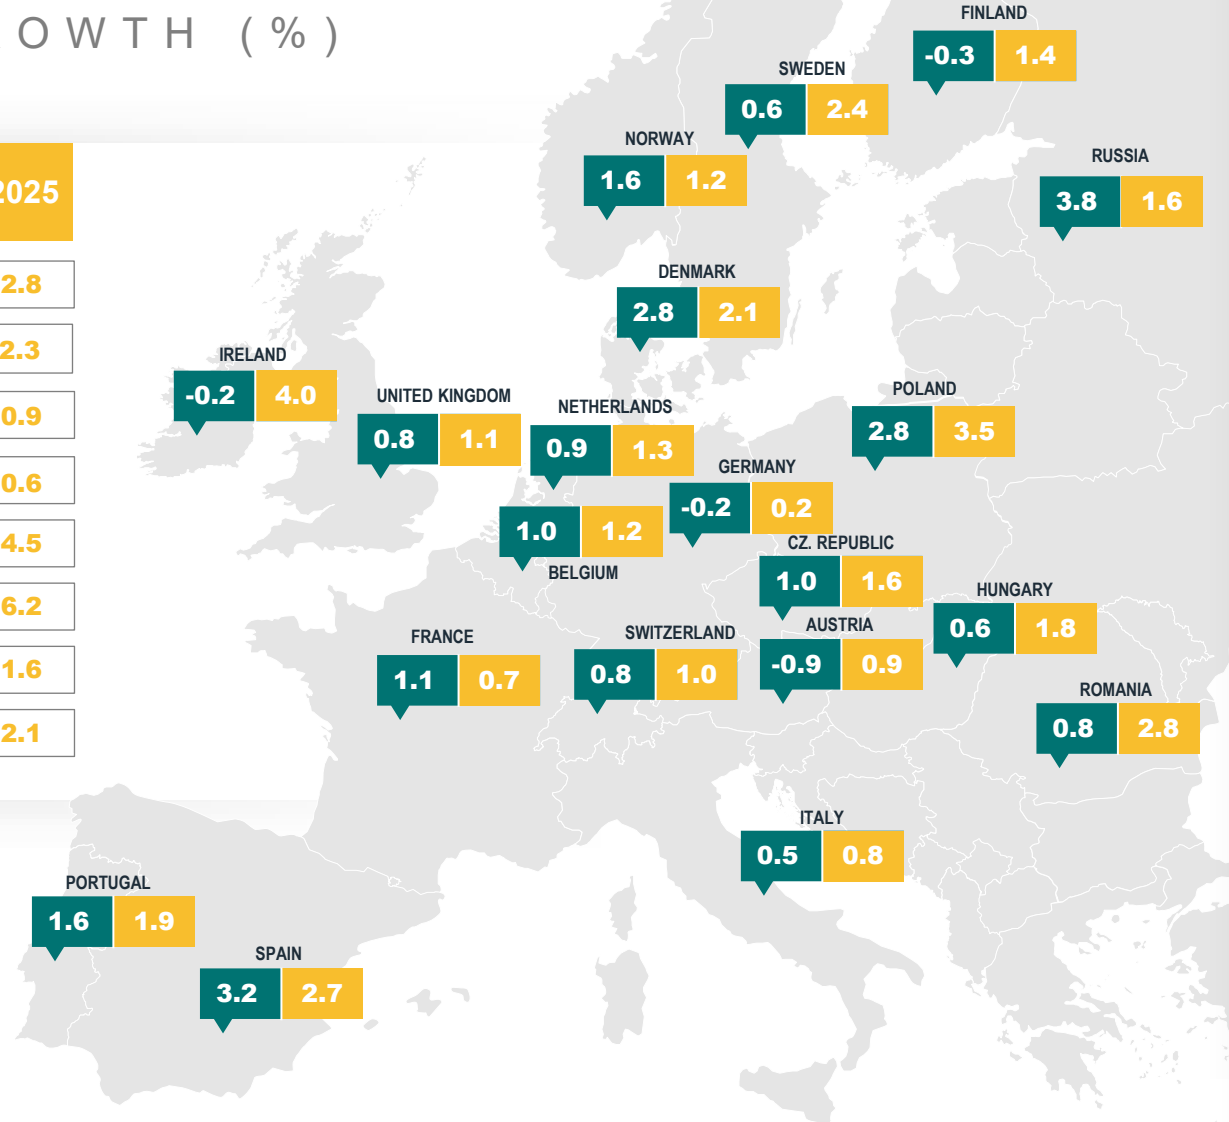 OWTH (%)
2025
2.8
2.3
0.9
0.6
4.5
6.2
1.6
2.1
FINLAND
-0.3 1.4
SWEDEN
0.6 2.4
NORWAY
1.6 1.2
RUSSIA
3.8 1.6
DENMARK
2.8 2.1
IRELAND
-0.2 4.0
UNITED KINGDOM
0.8 1.1
NETHERLANDS
0.9 1.3
POLAND
2.8 3.5
GERMANY
-0.2 0.2
1.0 1.2
BELGIUM
CZ. REPUBLIC
1.0 1.6
HUNGARY
0.6 1.8
FRANCE
1.1 0.7
SWITZERLAND
0.8 1.0
AUSTRIA
-0.9 0.9
ROMANIA
0.8 2.8
ITALY
0.5 0.8
PORTUGAL
1.6 1.9
SPAIN
3.2 2.7